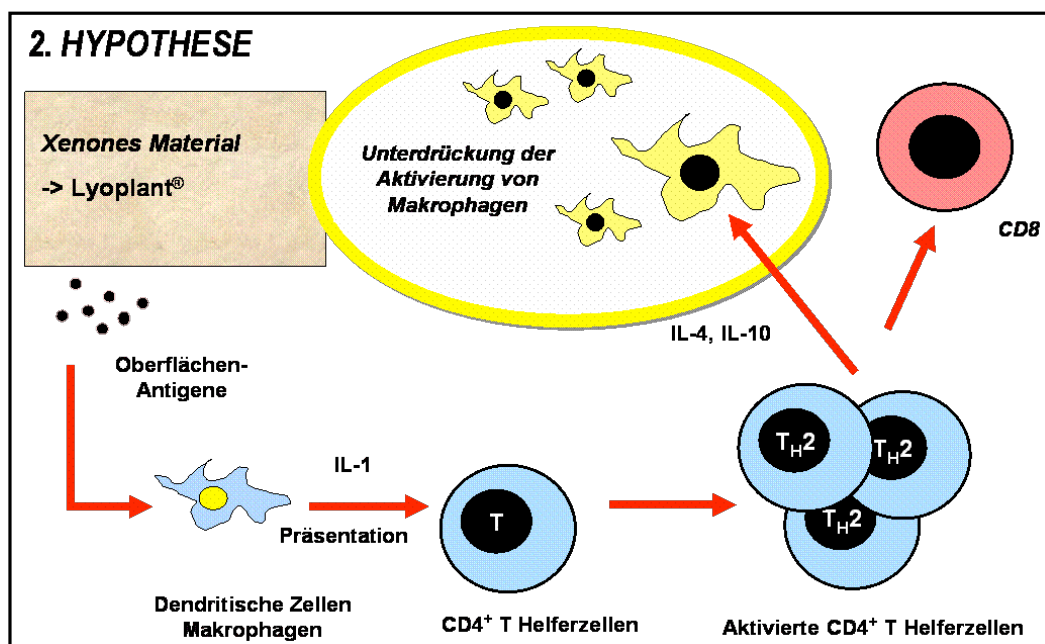 2. HYPOTHESE
Xenones Material
-> Lyoplant®
Unterdrückung der
Aktivierung von
Makrophagen
CD8
IL-4, IL-10
Oberflächen-
Antigene
IL-1
Präsentation
T
TH2
TH2
TH2
Dendritische Zellen
Makrophagen
CD4+ T Helferzellen
Aktivierte CD4+ T Helferzellen